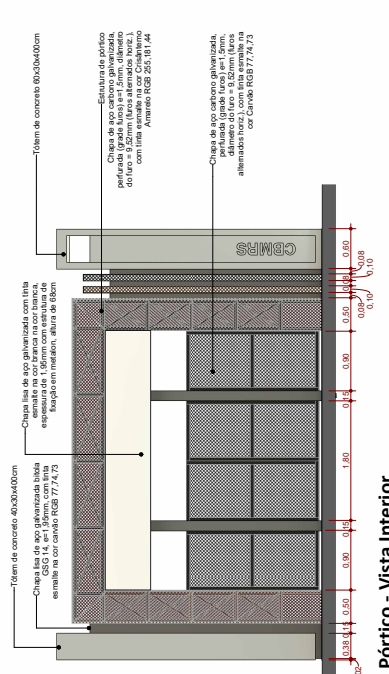 Tótem de concreto 40x30x400cm
Chapa lisa de aço galvanizada bitola
GSG 14, e=1,95mm, com tinta
esmalte na cor carvão RGB 77,74,73
Chapa lisa de aço galvanizada com tinta
esmalte na cor branca na cor branca,
espessura de 1,95mm com estrutura de
fixação em metalon, altura de 68cm
Tótem de concreto 60x30x400cm
Estrutura de pórtico
Chapa de aço carbono galvanizada,
perfurada (grade furos) e=1,5mm, diâmetro
do furo = 9,52mm (furos alternados horiz.),
com tinta esmalte na cor Crisântemo
Amarelo RGB 255,181,44
Chapa de aço carbono galvanizada,
perfurada (grade furos) e=1,5mm,
diâmetro do furo = 9,52mm (furos
alternados horiz.), com tinta esmalte na
cor Carvão RGB 77,74,73
CBMRS
0,38 0,15 0,50 0,90 0,15 1,80 0,15 0,90 0,50 0,08 0,10 0,08 0,10 0,08 0,60
Pórtico - Vista Interior